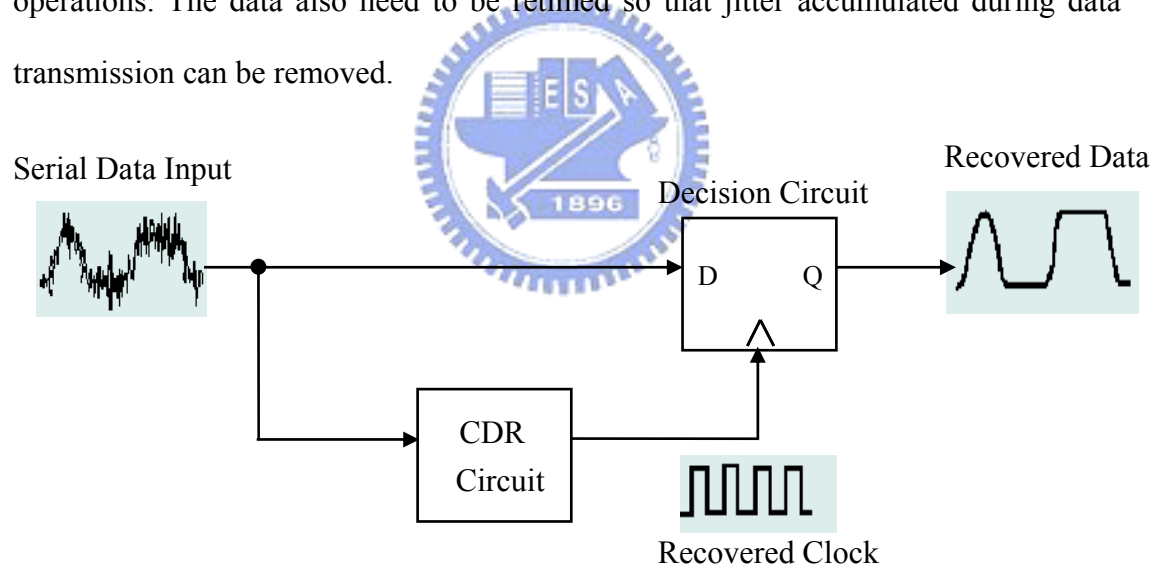 operations. The data also need to be retimed so that jitter accumulated during data
transmission can be removed.
E S A
1896
Serial Data Input
Recovered Data
Decision Circuit
D Q
CDR
Circuit
Recovered Clock